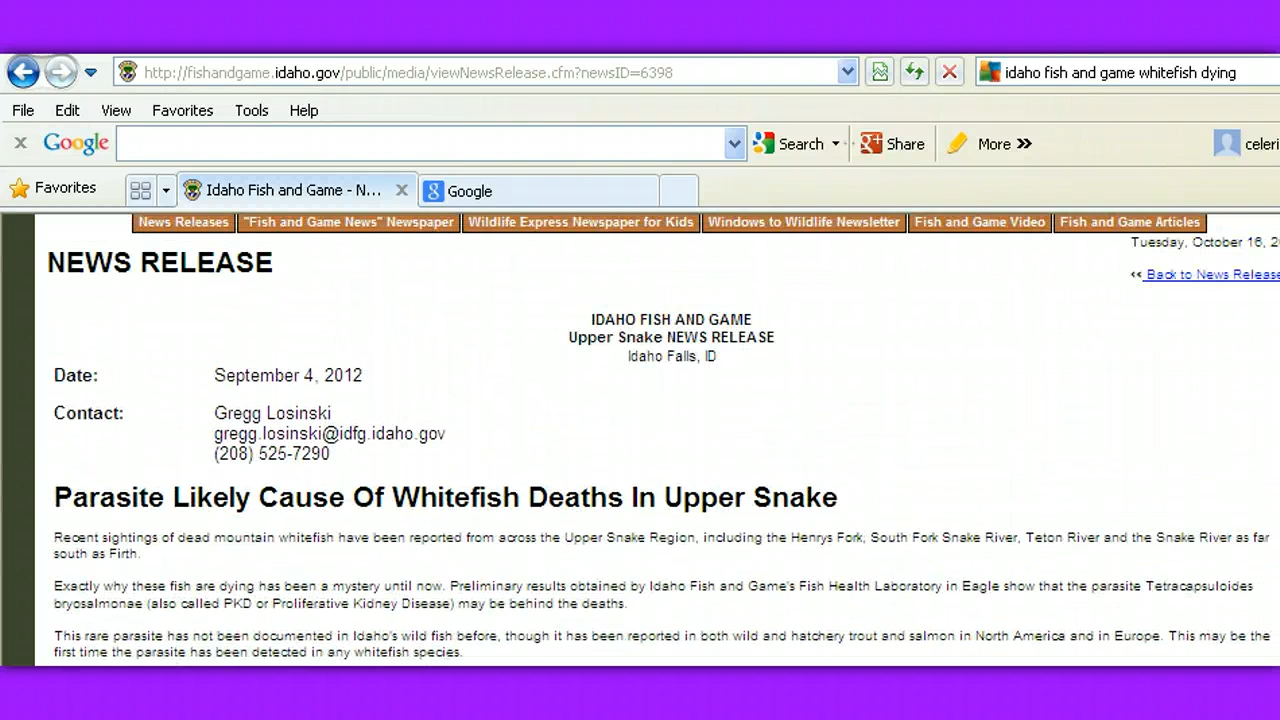 http://fishandgame.idaho.gov/public/media/viewNewsRelease.cfm?newsID=6398
idaho fish and game whitefish dying
File Edit View Favorites Tools Help
Google Search Share More
Favorites Idaho Fish and Game - N... Google
News Releases "Fish and Game News" Newspaper Wildlife Express Newspaper for Kids Windows to Wildlife Newsletter Fish and Game Video Fish and Game Articles
Tuesday, October 16,
NEWS RELEASE
<< Back to News Release
IDAHO FISH AND GAME
Upper Snake NEWS RELEASE
Idaho Falls, ID
Date: September 4, 2012
Contact: Gregg Losinski
gregg.losinski@idfg.idaho.gov
(208) 525-7290
Parasite Likely Cause Of Whitefish Deaths In Upper Snake
Recent sightings of dead mountain whitefish have been reported from across the Upper Snake Region, including the Henrys Fork, South Fork Snake River, Teton River and the Snake River as far
south as Firth.
Exactly why these fish are dying has been a mystery until now. Preliminary results obtained by Idaho Fish and Game's Fish Health Laboratory in Eagle show that the parasite Tetracapsuloides
bryosalmonae (also called PKD or Proliferative Kidney Disease) may be behind the deaths.
This rare parasite has not been documented in Idaho's wild fish before, though it has been reported in both wild and hatchery trout and salmon in North America and in Europe. This may be the
first time the parasite has been detected in any whitefish species.